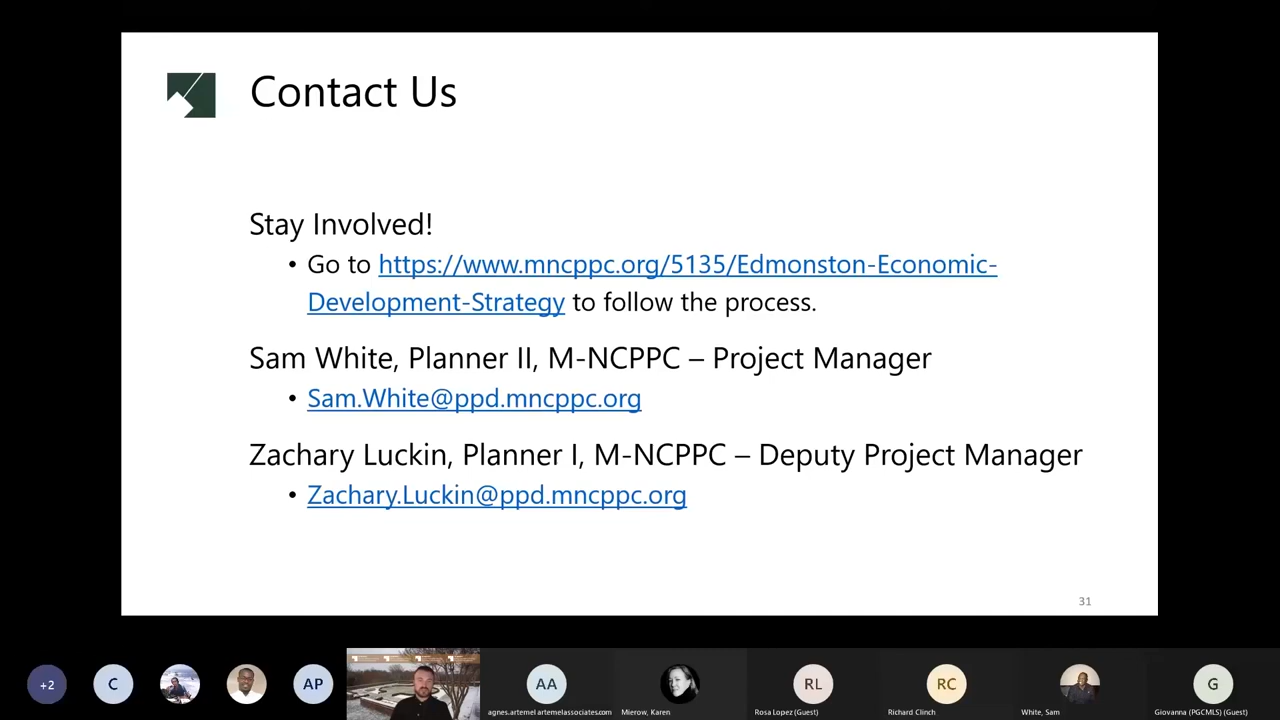 Contact Us
Stay Involved!
• Go to https://www.mncppc.org/5135/Edmonston-Economic-
Development-Strategy to follow the process.
Sam White, Planner II, M-NCPPC – Project Manager
• Sam.White@ppd.mncppc.org
Zachary Luckin, Planner I, M-NCPPC – Deputy Project Manager
• Zachary.Luckin@ppd.mncppc.org
31
+2
C
AP
AA
RL
RC
G
agnes.artemel artemelassociates.com
Mierow, Karen
Rosa Lopez (Guest)
Richard Clinch
White, Sam
Giovanna (PGCMLS) (Guest)